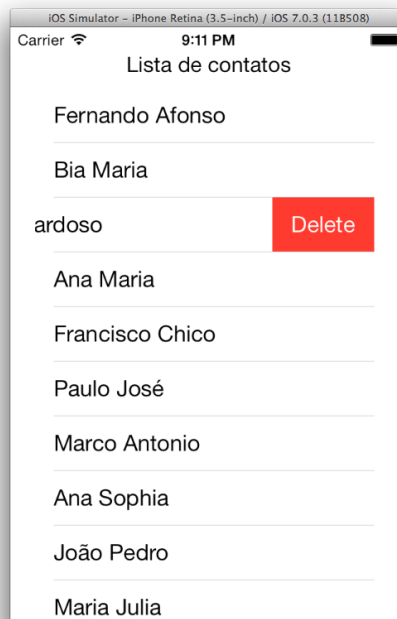 iOS Simulator – iPhone Retina (3.5-inch) / iOS 7.0.3 (11B508)
Carrier 9:11 PM
Lista de contatos
Fernando Afonso
Bia Maria
ardoso Delete
Ana Maria
Francisco Chico
Paulo José
Marco Antonio
Ana Sophia
João Pedro
Maria Julia